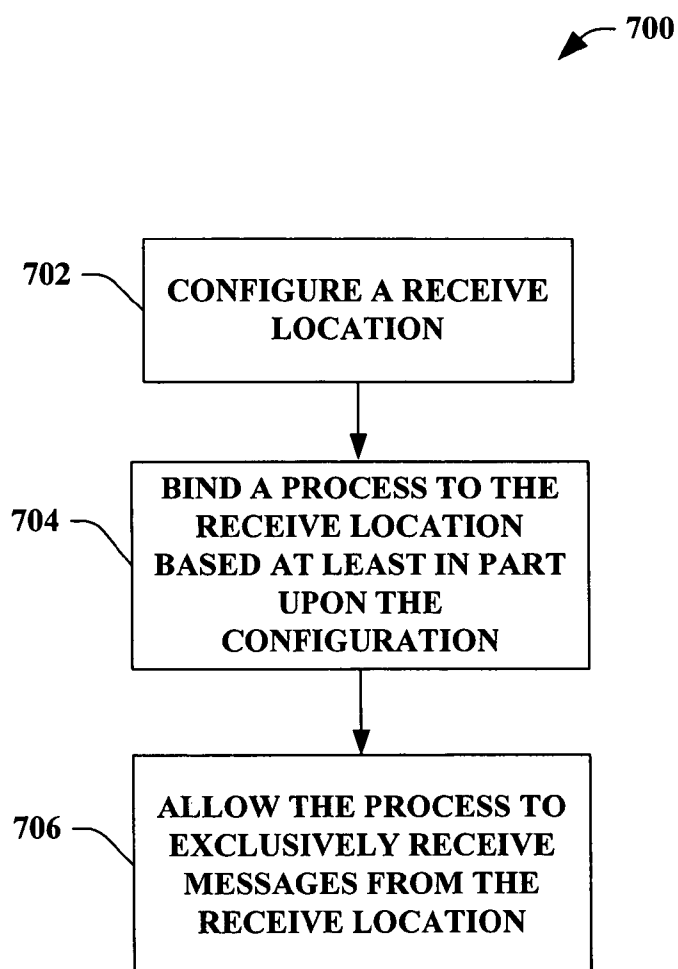 700
702
CONFIGURE A RECEIVE
LOCATION
704
BIND A PROCESS TO THE
RECEIVE LOCATION
BASED AT LEAST IN PART
UPON THE
CONFIGURATION
706
ALLOW THE PROCESS TO
EXCLUSIVELY RECEIVE
MESSAGES FROM THE
RECEIVE LOCATION